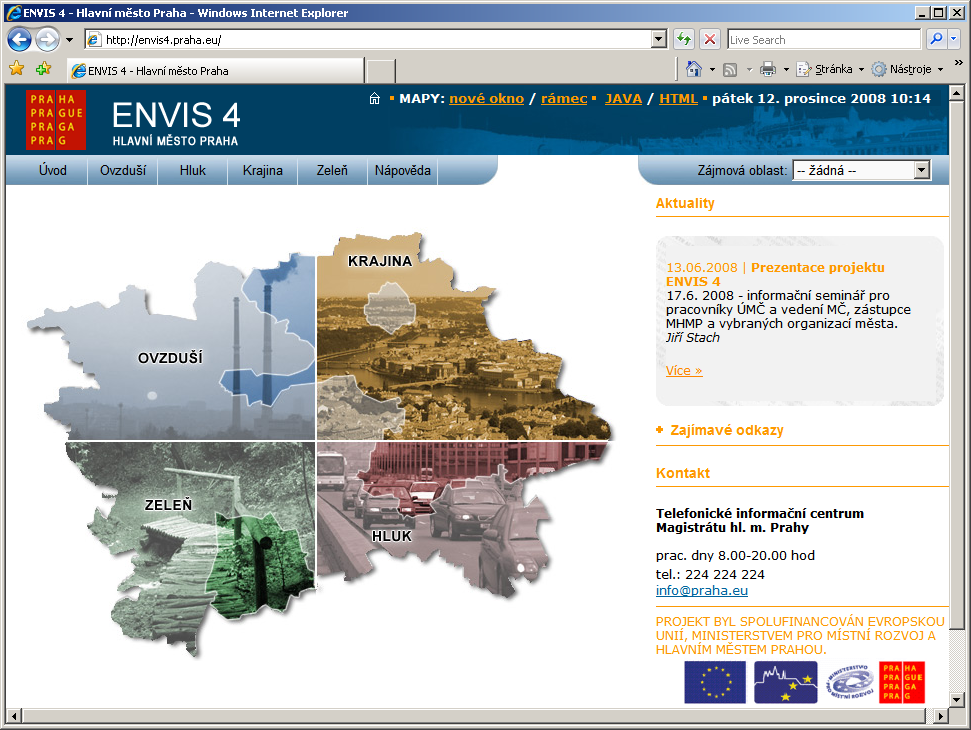 ENVIS 4 - Hlavní město Praha - Windows Internet Explorer
http://envis4.praha.eu/
Live Search
ENVIS 4 - Hlavní město Praha
Stránka
Nástroje
»
PRA HA
PRA GUE
PRA GA
PRA G
ENVIS 4
HLAVNÍ MĚSTO PRAHA
MAPY: nové okno / rámec JAVA / HTML pátek 12. prosince 2008 10:14
Úvod Ovzduší Hluk Krajina Zeleň Nápověda
Zájmová oblast: -- žádná --
KRAJINA
OVZDUŠÍ
ZELEŇ
HLUK
Aktuality
13.06.2008 | Prezentace projektu
ENVIS 4
17.6. 2008 - informační seminář pro
pracovníky ÚMČ a vedení MČ, zástupce
MHMP a vybraných organizací města.
Jiří Stach
Více »
Zajímavé odkazy
Kontakt
Telefonické informační centrum
Magistrátu hl. m. Prahy
prac. dny 8.00-20.00 hod
tel.: 224 224 224
info@praha.eu
PROJEKT BYL SPOLUFINANCOVÁN EVROPSKOU
UNIÍ, MINISTERSTVEM PRO MÍSTNÍ ROZVOJ A
HLAVNÍM MĚSTEM PRAHOU.
MINISTERSTVO
PRO MÍSTNÍ ROZVOJ
PRA HA
PRA GUE
PRA GA
PRA G